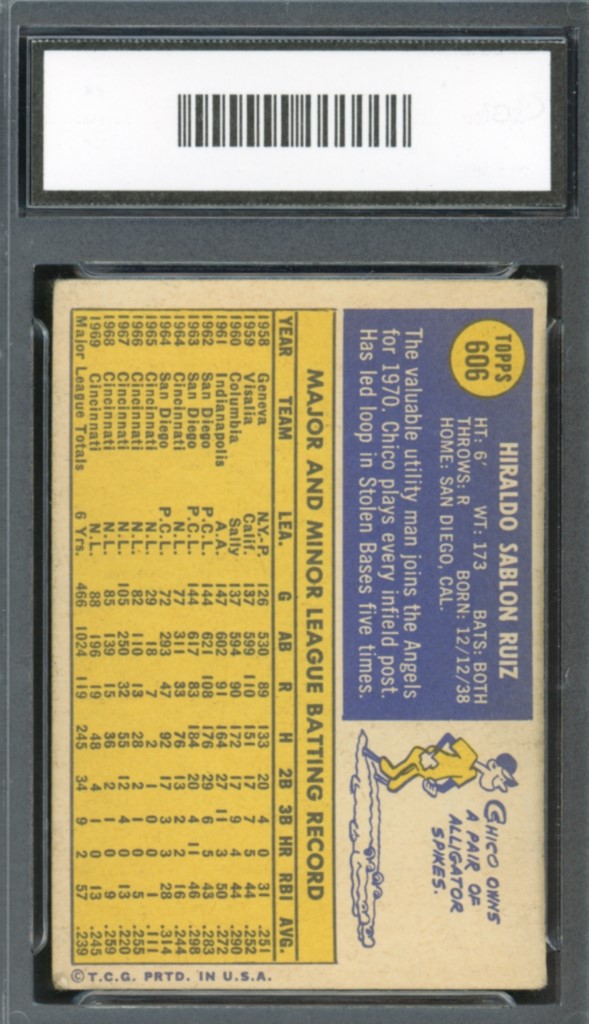 TOPPS
606
HIRALDO SABLON RUIZ
HT: 6' WT: 173 BATS: BOTH
THROWS: R BORN: 12/12/38
HOME: SAN DIEGO, CAL.
The valuable utility man joins the Angels
for 1970. Chico plays every infield post.
Has led loop in Stolen Bases five times.
CHICO OWNS
A PAIR OF
ALLIGATOR
SPIKES.
MAJOR AND MINOR LEAGUE BATTING RECORD
YEAR TEAM LEA. G AB R H 2B 3B HR RBI AVG.
1958 Geneva N.Y.-P. 126 530 89 133 20 4 0 31 .251
1959 Visalia Calif. 137 599 110 151 17 7 4 44 .252
1960 Columbia Sally 137 594 90 172 17 9 4 44 .290
1961 Indianapolis A.A. 147 602 91 164 27 11 3 50 .272
1962 San Diego P.C.L. 144 621 108 176 29 6 5 43 .283
1963 San Diego P.C.L. 144 617 83 184 20 4 11 46 .298
1964 Cincinnati N.L. 77 311 33 76 13 2 2 16 .244
1964 San Diego P.C.L. 72 293 47 92 17 3 3 28 .314
1965 Cincinnati N.L. 29 18 7 2 1 0 0 1 .111
1966 Cincinnati N.L. 82 110 13 28 2 1 0 5 .255
1967 Cincinnati N.L. 105 250 32 55 12 4 0 13 .220
1968 Cincinnati N.L. 85 139 15 36 2 1 0 9 .259
1969 Cincinnati N.L. 88 196 19 48 4 1 0 13 .245
Major League Totals 6 Yrs. 466 1024 119 245 34 9 2 57 .239
©T.C.G. PRTD. IN U.S.A.